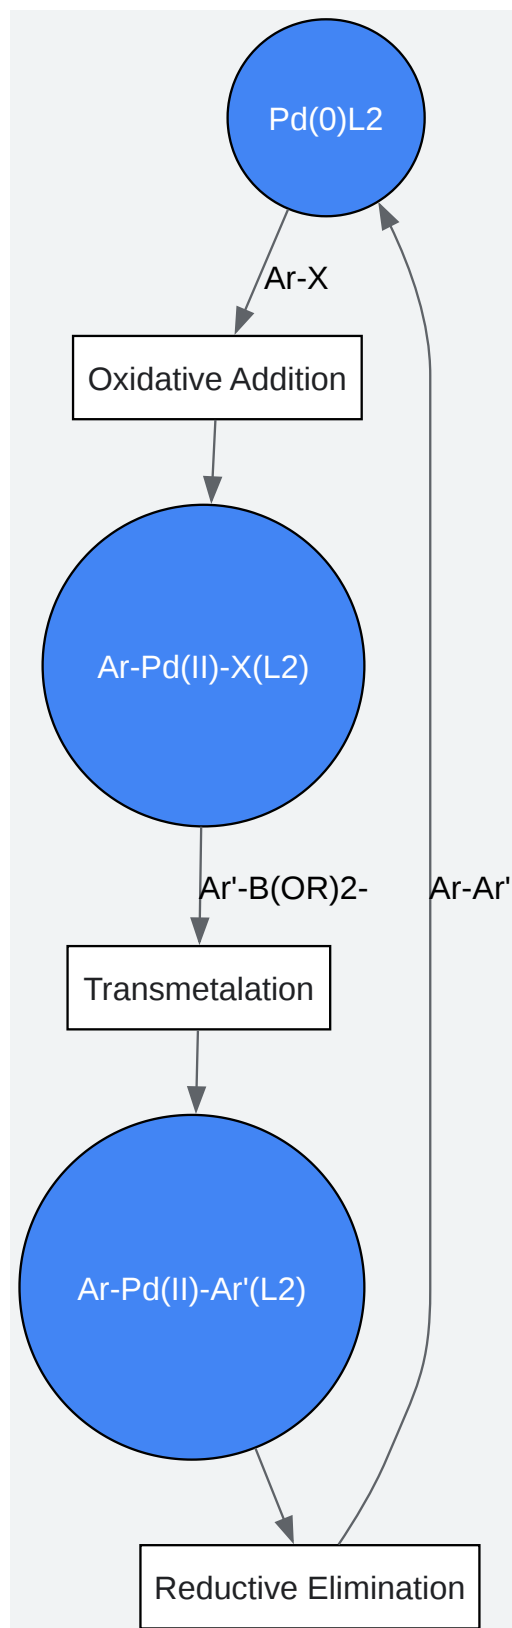 Pd(0)L2
Ar-X
Oxidative Addition
Ar-Pd(II)-X(L2)
Ar'-B(OR)2-
Ar-Ar'
Transmetalation
Ar-Pd(II)-Ar'(L2)
Reductive Elimination